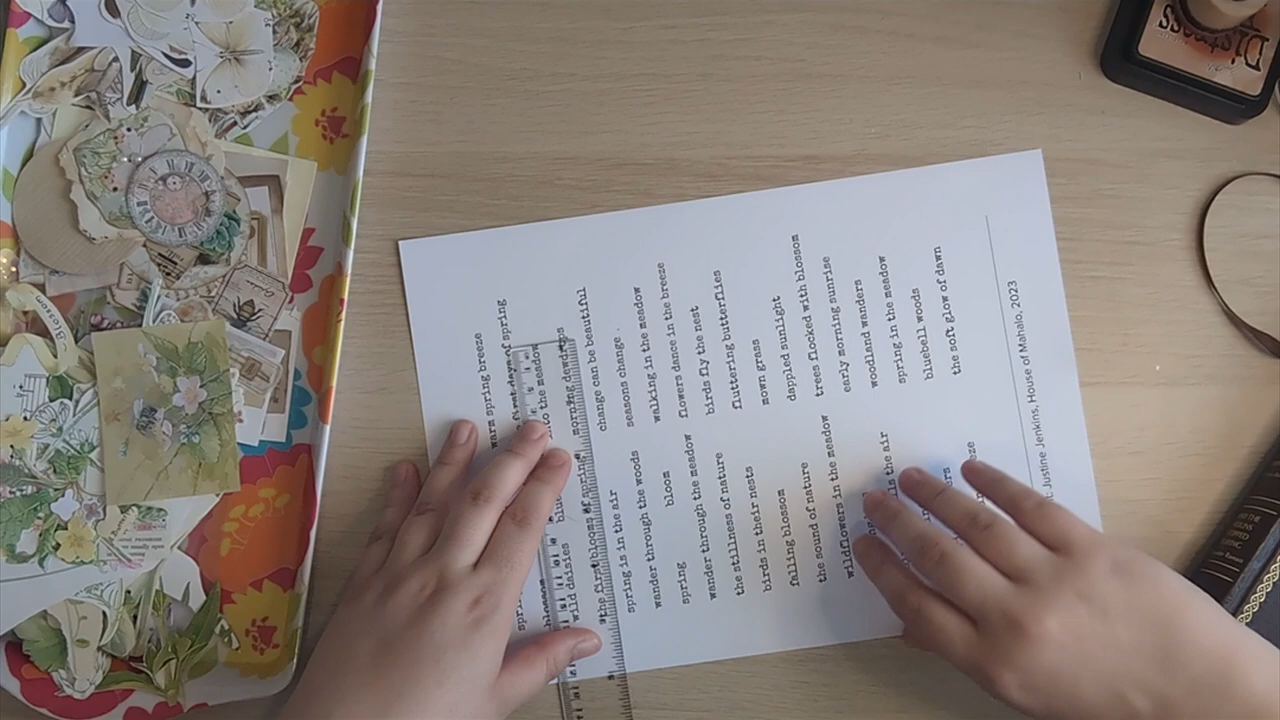 blossom
wild daisies
the first blooms of spring
spring is in the air
wander through the woods
spring bloom
wander through the meadow
the stillness of nature
birds in their nests
falling blossom
the sound of nature
wildflowers in the meadow
is the air
warm spring breeze
first days of spring
into the meadow
morning dewdrops
change can be beautiful
seasons change
walking in the meadow
flowers dance in the breeze
birds fly the nest
fluttering butterflies
mown grass
dappled sunlight
trees flocked with blossom
early morning sunrise
woodland wanders
spring in the meadow
bluebell woods
the soft glow of dawn
Justine Jenkins, House of Mahalo, 2023
Blossom
Distress